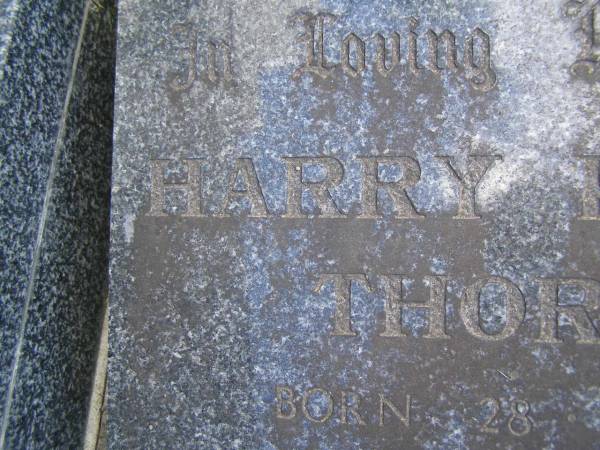 In Loving
HARRY
THOR
BORN 28